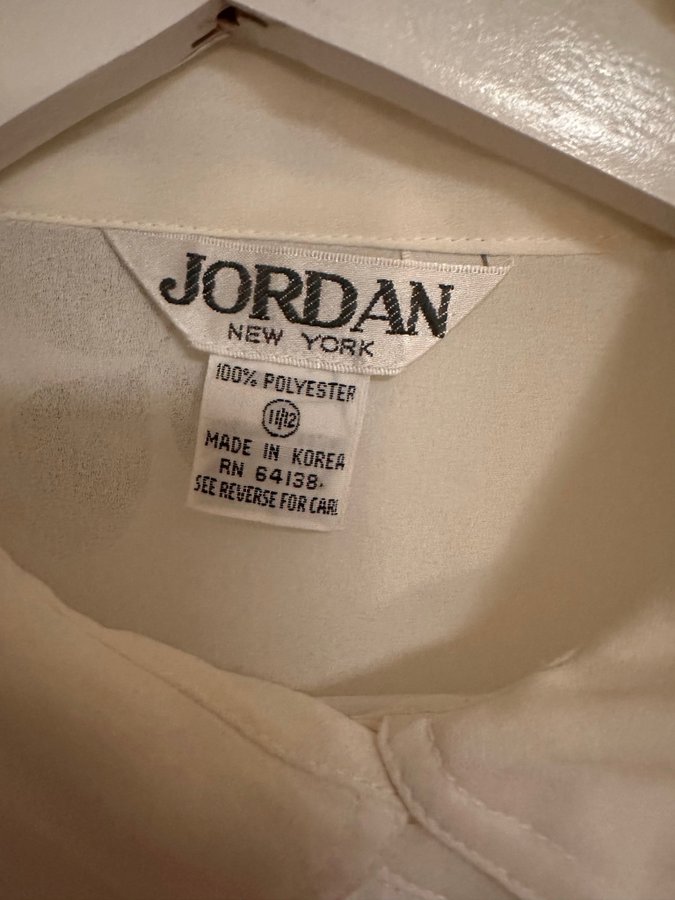 JORDAN
NEW YORK
100% POLYESTER
11/12
MADE IN KOREA
RN 64138
SEE REVERSE FOR CARE